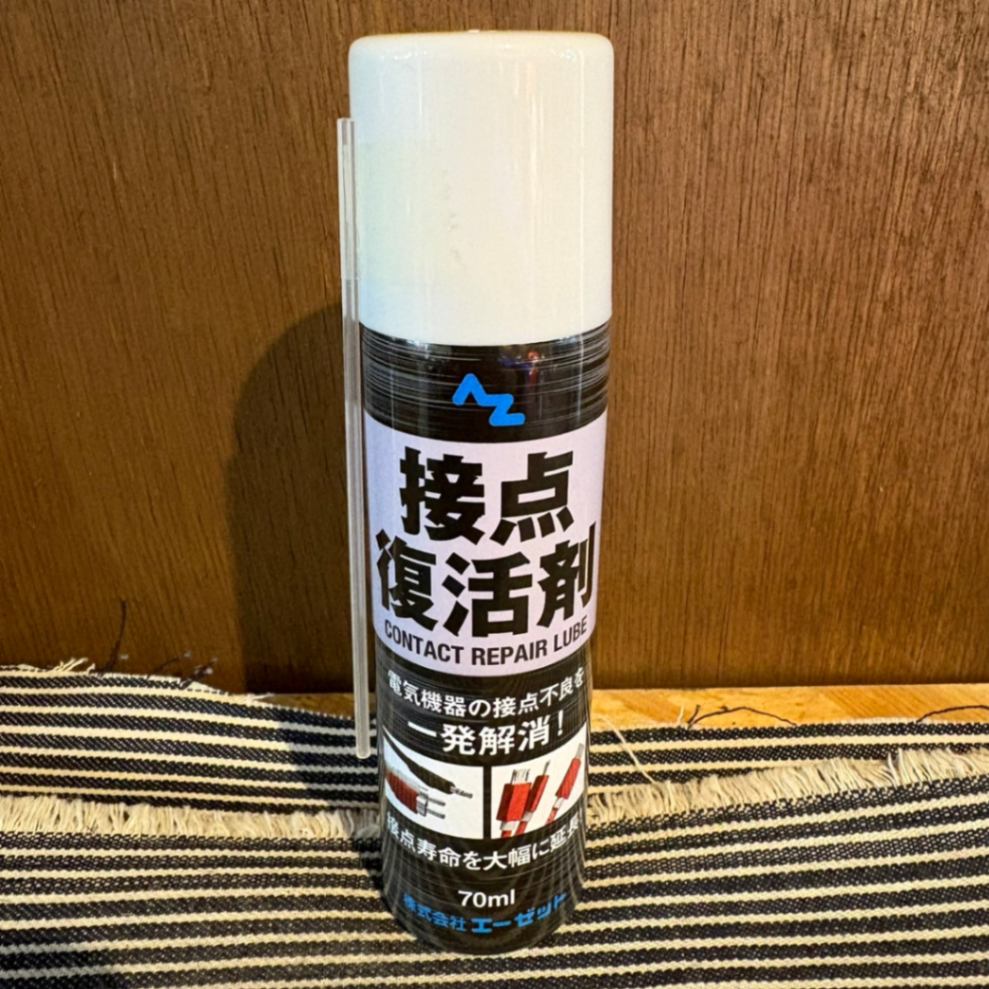 AZ
接点
復活剤
CONTACT REPAIR LUBE
電気機器の接点不良を
一発解消!
接点寿命を大幅に延長
70ml
株式会社エーゼット